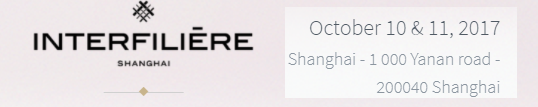 INTERFILIÈRE
SHANGHAI
October 10 & 11, 2017
Shanghai - 1 000 Yanan road -
200040 Shanghai